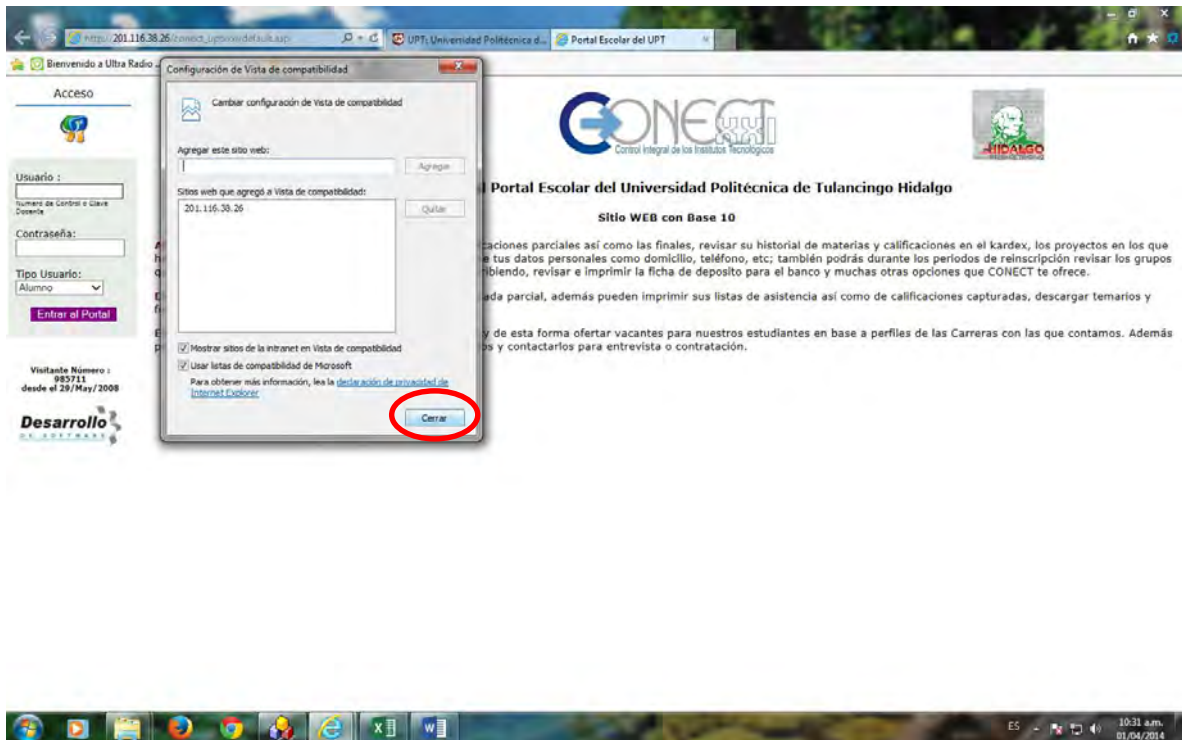 http://201.116.38.26/conect_uptxxi/default.asp
UPT: Universidad Politécnica d...
Portal Escolar del UPT
Bienvenido a Ultra Radio ...
Configuración de Vista de compatibilidad
Cambiar configuración de Vista de compatibilidad
Agregar este sitio web:
Agregar
Sitios web que agregó a Vista de compatibilidad:
201.116.38.26
Quitar
Mostrar sitios de la intranet en Vista de compatibilidad
Usar listas de compatibilidad de Microsoft
Para obtener más información, lea la declaración de privacidad de
Internet Explorer
Cerrar
Acceso
Usuario :
Numero de Control o Clave
Docente
Contraseña:
Tipo Usuario:
Alumno
Entrar al Portal
Visitante Número :
985711
desde el 29/May/2008
Desarrollo
DE SOFTWARE
CONECT XXI
Control Integral de los Institutos Tecnológicos
HIDALGO
l Portal Escolar del Universidad Politécnica de Tulancingo Hidalgo
Sitio WEB con Base 10
caciones parciales así como las finales, revisar su historial de materias y calificaciones en el kardex, los proyectos en los que
e tus datos personales como domicilio, teléfono, etc; también podrás durante los periodos de reinscripción revisar los grupos
ribiendo, revisar e imprimir la ficha de deposito para el banco y muchas otras opciones que CONECT te ofrece.
ada parcial, además pueden imprimir sus listas de asistencia así como de calificaciones capturadas, descargar temarios y
y de esta forma ofertar vacantes para nuestros estudiantes en base a perfiles de las Carreras con las que contamos. Además
os y contactarlos para entrevista o contratación.
ES
10:31 a.m.
01/04/2014